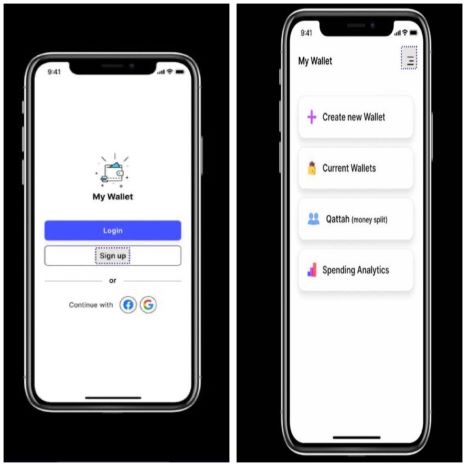 9:41
My Wallet
Login
Sign up
or
Continue with
9:41
My Wallet
Create new Wallet
Current Wallets
Qattah (money split)
Spending Analytics